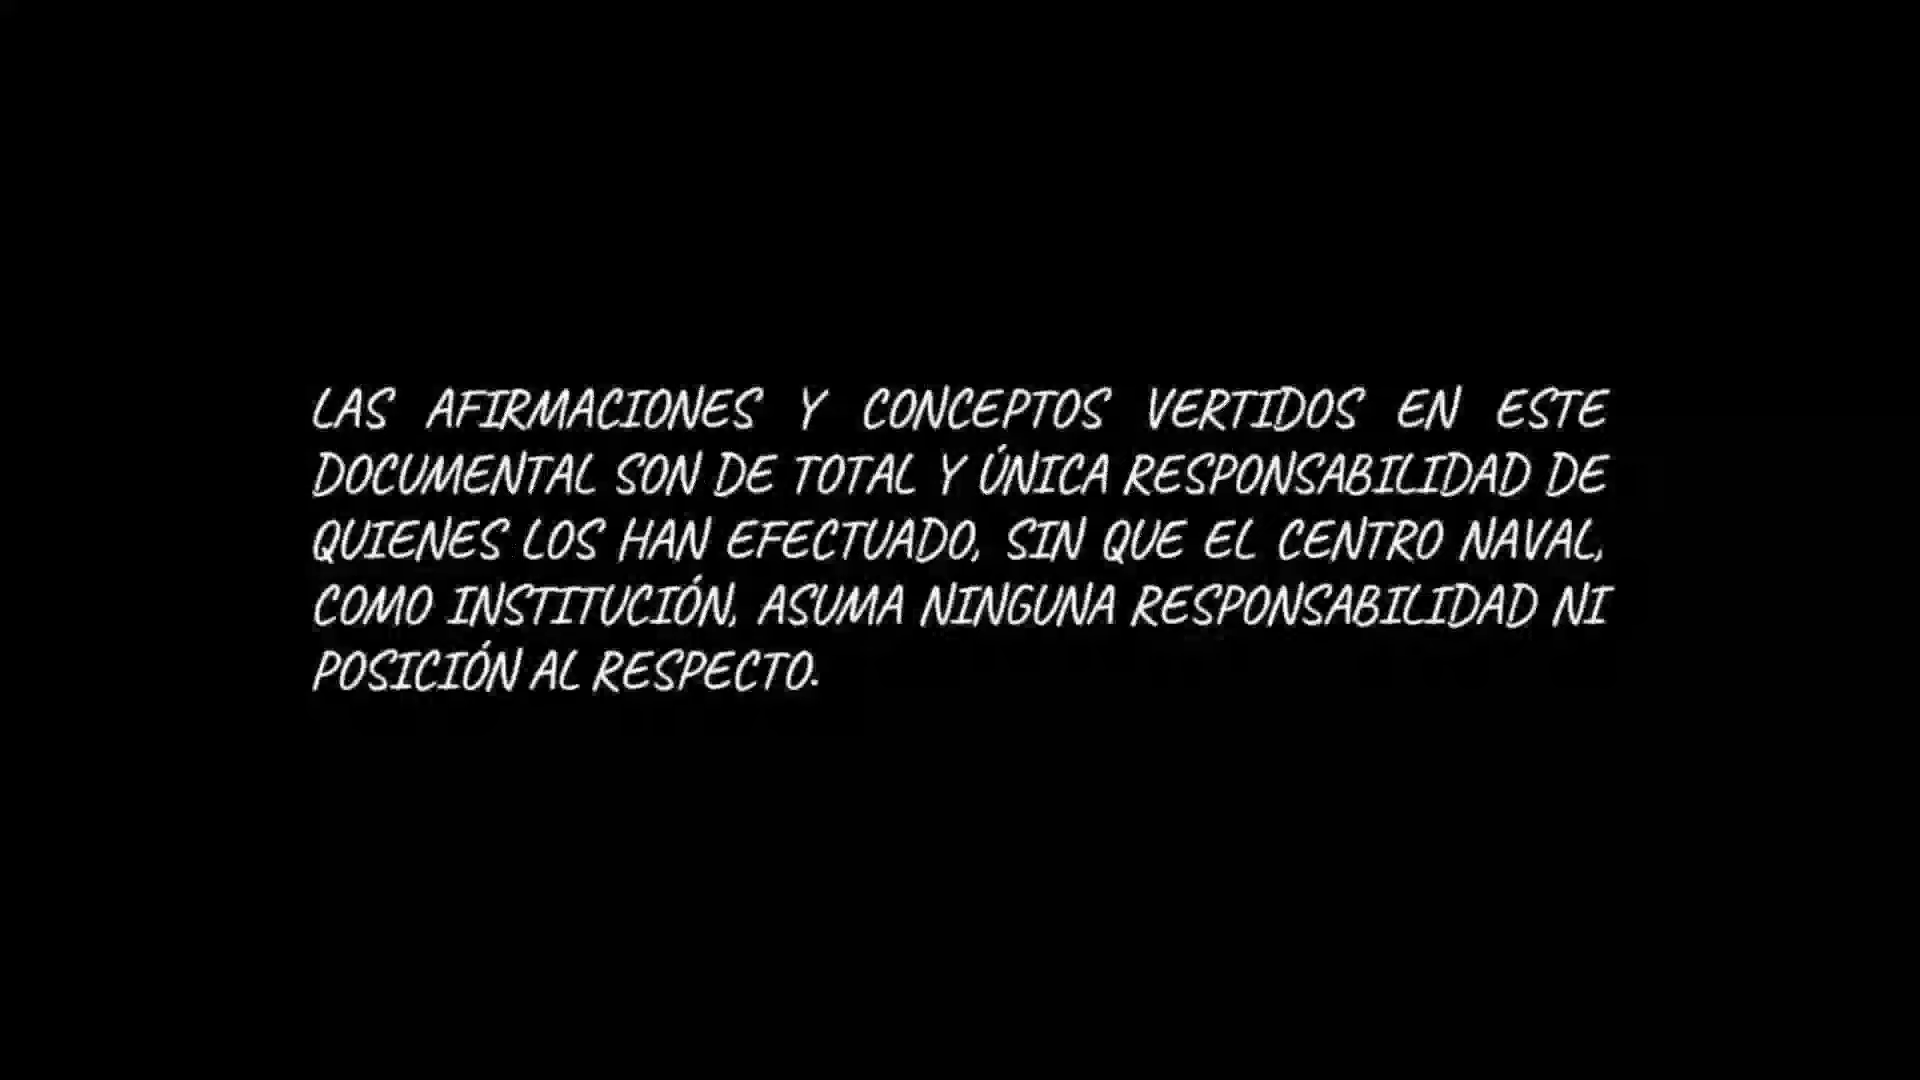 LAS AFIRMACIONES Y CONCEPTOS VERTIDOS EN ESTE
DOCUMENTAL SON DE TOTAL Y ÚNICA RESPONSABILIDAD DE
QUIENES LOS HAN EFECTUADO, SIN QUE EL CENTRO NAVAL,
COMO INSTITUCIÓN, ASUMA NINGUNA RESPONSABILIDAD NI
POSICIÓN AL RESPECTO.